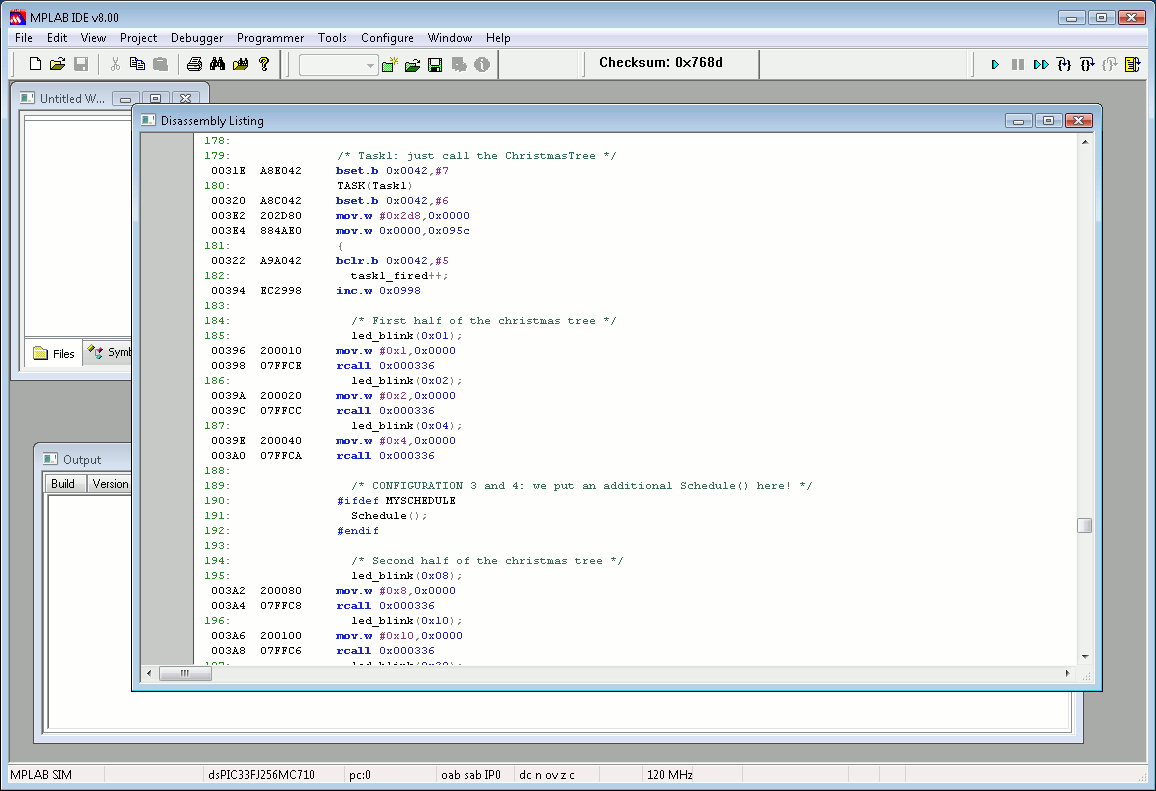 MPLAB IDE v8.00
File Edit View Project Debugger Programmer Tools Configure Window Help
Checksum: 0x768d
Untitled W...
Disassembly Listing
178:
179: /* Task1: just call the ChristmasTree */
0031E A8E042 bset.b 0x0042,#7
180: TASK(Task1)
00320 A8C042 bset.b 0x0042,#6
003E2 202D80 mov.w #0x2d8,0x0000
003E4 884AE0 mov.w 0x0000,0x095c
181: {
00322 A9A042 bclr.b 0x0042,#5
182: task1_fired++;
00394 EC2998 inc.w 0x0998
183:
184: /* First half of the christmas tree */
185: led_blink(0x01);
00396 200010 mov.w #0x1,0x0000
00398 07FFCE rcall 0x000336
186: led_blink(0x02);
0039A 200020 mov.w #0x2,0x0000
0039C 07FFCC rcall 0x000336
187: led_blink(0x04);
0039E 200040 mov.w #0x4,0x0000
003A0 07FFCA rcall 0x000336
188:
189: /* CONFIGURATION 3 and 4: we put an additional Schedule() here! */
190: #ifdef MYSCHEDULE
191: Schedule();
192: #endif
193:
194: /* Second half of the christmas tree */
195: led_blink(0x08);
003A2 200080 mov.w #0x8,0x0000
003A4 07FFC8 rcall 0x000336
196: led_blink(0x10);
003A6 200100 mov.w #0x10,0x0000
003A8 07FFC6 rcall 0x000336
197: led_blink(0x20);
Files Symb
Output
Build Version
MPLAB SIM dsPIC33FJ256MC710 pc:0 oab sab IP0 dc n ov z c 120 MHz